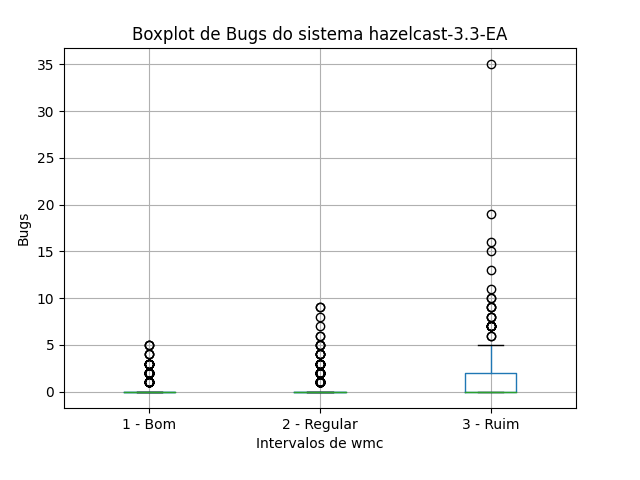 Boxplot de Bugs do sistema hazelcast-3.3-EA
35
30
25
20
15
10
5
0
Bugs
1 - Bom
2 - Regular
3 - Ruim
Intervalos de wmc